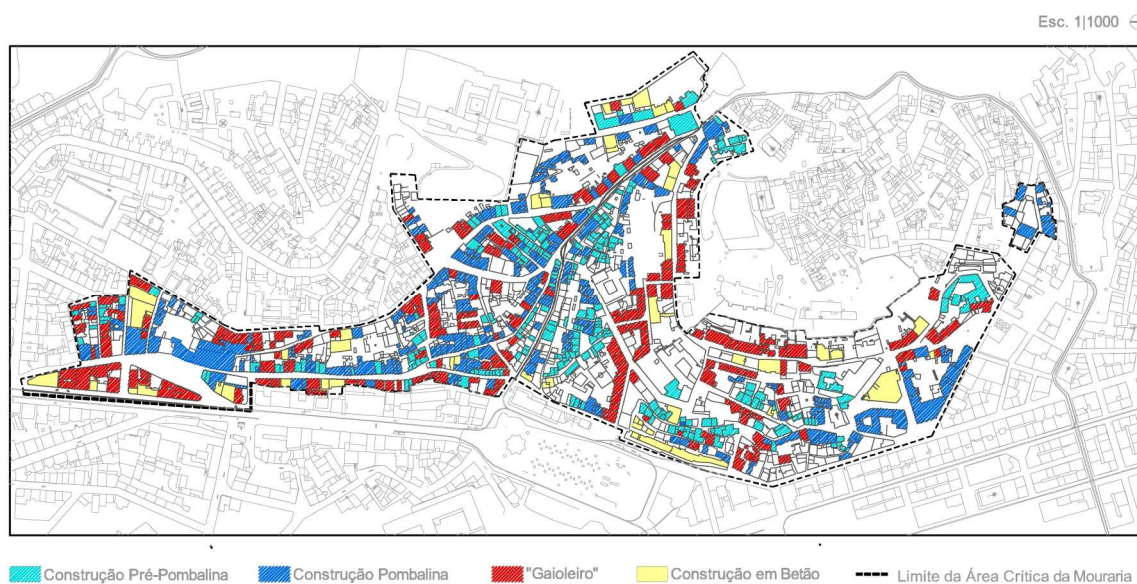 Esc. 1|1000
Construção Pré-Pombalina
Construção Pombalina
"Gaioleiro"
Construção em Betão
Limite da Área Crítica da Mouraria